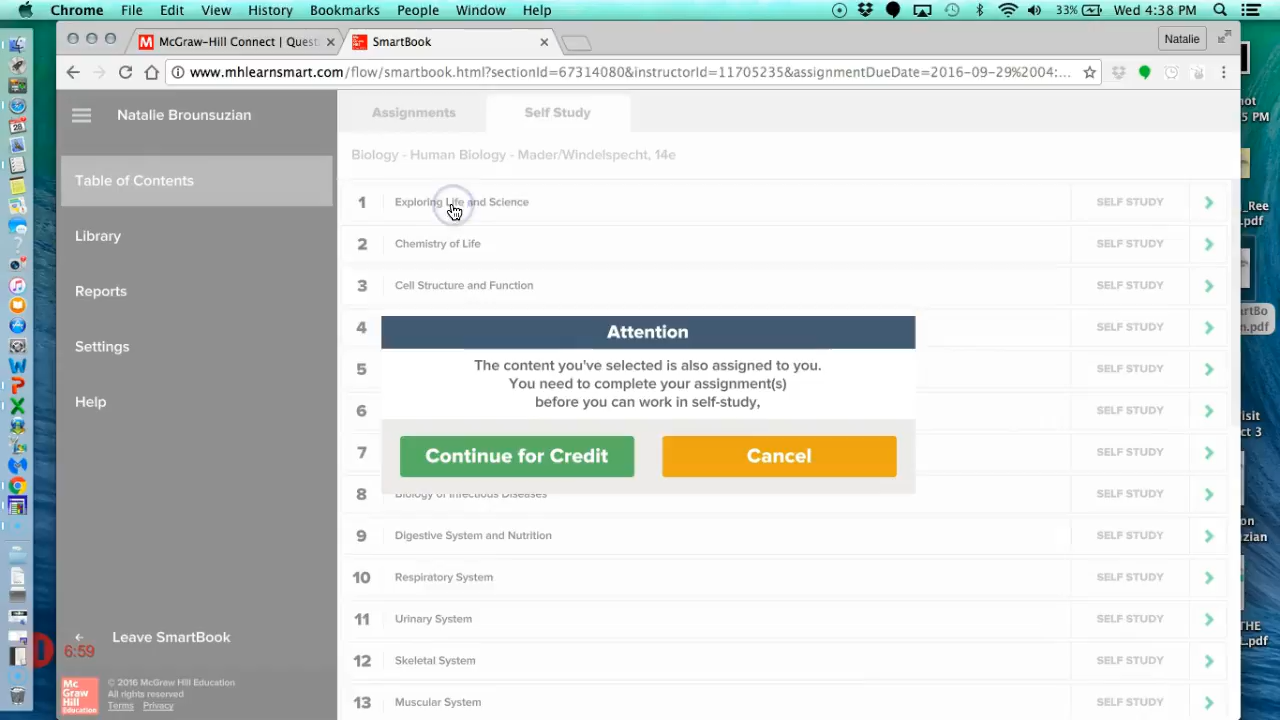 Chrome File Edit View History Bookmarks People Window Help 33% Wed 4:38 PM
McGraw-Hill Connect | Quest × SmartBook × Natalie
www.mhlearnsmart.com/flow/smartbook.html?sectionId=67314080&instructorId=11705235&assignmentDueDate=2016-09-29%2004:...
Natalie Brounsuzian
Table of Contents
Library
Reports
Settings
Help
Leave SmartBook
6:59
Mc
Graw
Hill
Education
© 2016 McGraw Hill Education
All rights reserved
Terms Privacy
Assignments Self Study
Biology - Human Biology - Mader/Windelspecht, 14e
1 Exploring Life and Science SELF STUDY
2 Chemistry of Life SELF STUDY
3 Cell Structure and Function SELF STUDY
4 SELF STUDY
5 SELF STUDY
6 SELF STUDY
7 SELF STUDY
8 Biology of Infectious Diseases SELF STUDY
9 Digestive System and Nutrition SELF STUDY
10 Respiratory System SELF STUDY
11 Urinary System SELF STUDY
12 Skeletal System SELF STUDY
13 Muscular System SELF STUDY
Attention
The content you've selected is also assigned to you.
You need to complete your assignment(s)
before you can work in self-study,
Continue for Credit Cancel